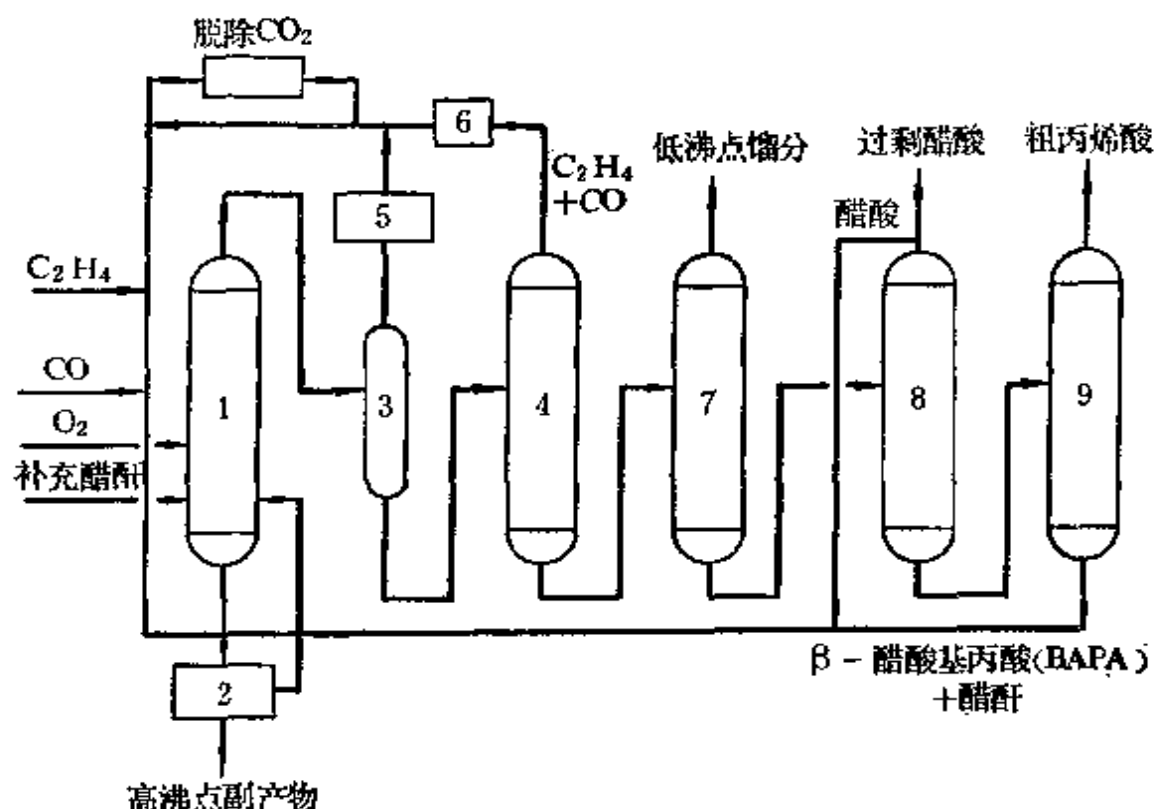 脱除CO₂
6
低沸点馏分
过剩醋酸
粗丙烯酸
C₂H₄
+CO
5
醋酸
C₂H₄
CO
1
3
4
7
8
9
O₂
补充醋酐
β-醋酸基丙酸(BAPA)
+醋酐
2
高沸点副产物